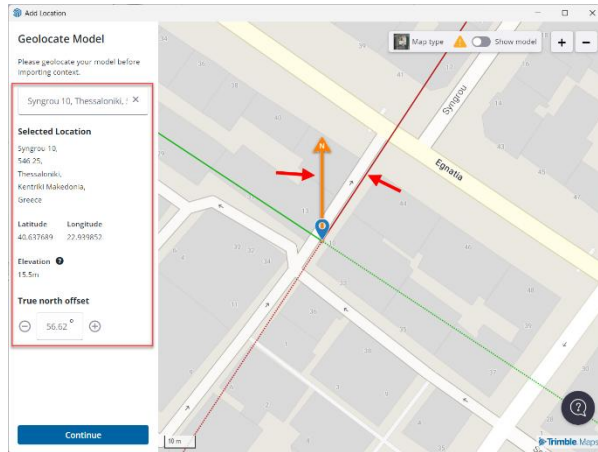 Add Location
Geolocate Model
Please geolocate your model before
importing context.
Syngrou 10, Thessaloniki,
Selected Location
Syngrou 10,
546 25,
Thessaloniki,
Kentriki Makedonia,
Greece
Latitude Longitude
40.637689 22.939852
Elevation
15.5m
True north offset
56.62°
Continue
Map type
Show model
N
Syngrou
Egnatia
10 m
Trimble Maps